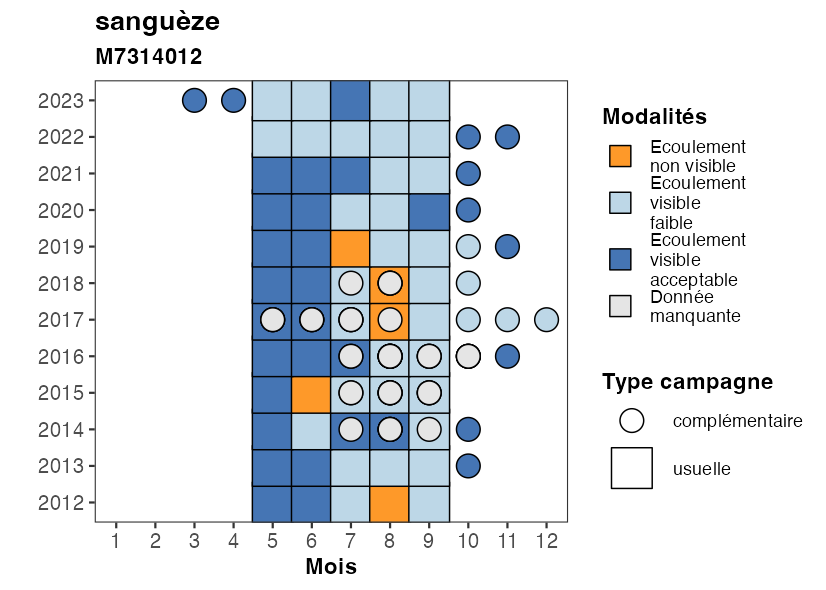 sanguèze
M7314012
2023
2022
2021
2020
2019
2018
2017
2016
2015
2014
2013
2012
1 2 3 4 5 6 7 8 9 10 11 12
Mois
Modalités
Ecoulement
non visible
Ecoulement
visible
faible
Ecoulement
visible
acceptable
Donnée
manquante
Type campagne
complémentaire
usuelle